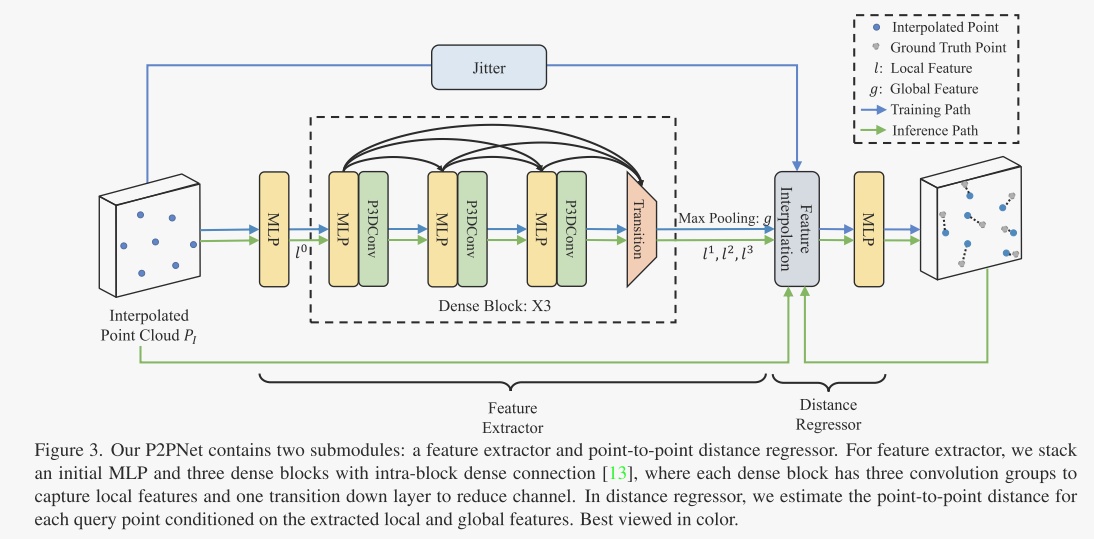 Interpolated Point
Ground Truth Point
l: Local Feature
g: Global Feature
Training Path
Inference Path
Jitter
MLP
l⁰
MLP
P3DConv
MLP
P3DConv
MLP
P3DConv
Transition
Dense Block: X3
Max Pooling: g
l¹, l², l³
Feature
Interpolation
MLP
Interpolated
Point Cloud P_I
Feature
Extractor
Distance
Regressor
Figure 3. Our P2PNet contains two submodules: a feature extractor and point-to-point distance regressor. For feature extractor, we stack
an initial MLP and three dense blocks with intra-block dense connection [13], where each dense block has three convolution groups to
capture local features and one transition down layer to reduce channel. In distance regressor, we estimate the point-to-point distance for
each query point conditioned on the extracted local and global features. Best viewed in color.